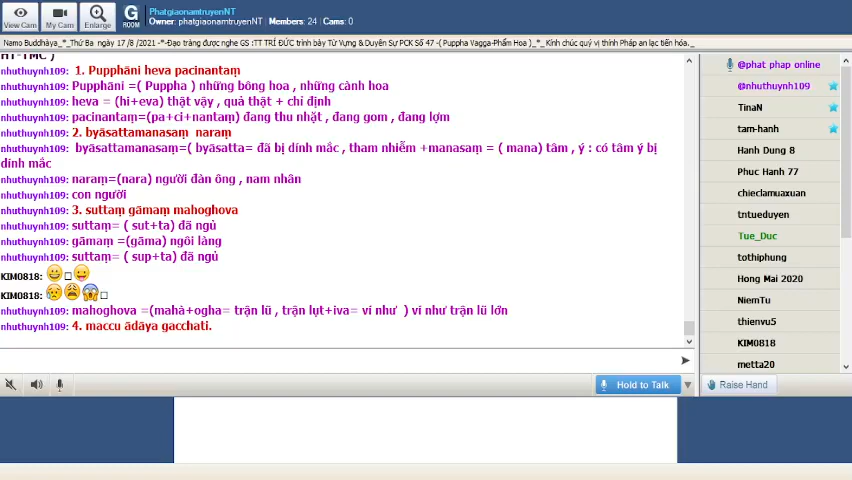 View Cam
My Cam
Enlarge
G
ROOM
PhatgiaonamtruyenNT
Owner: phatgiaonamtruyenNT | Members: 24 | Cams: 0
Namo Buddhàya_*_Thứ Ba ngày 17 /8 /2021 -*-Đạo tràng được nghe GS :TT TRÍ ĐỨC trình bày Từ Vựng & Duyên Sự PCK Số 47 -( Puppha Vagga-Phẩm Hoa )_*_ Kính chúc quý vị thính Pháp an lạc tiến hóa._
HT-TMC )
nhuthuynh109: 1. Pupphāni heva pacinantaṃ
nhuthuynh109: Pupphāni =( Puppha ) những bông hoa , những cành hoa
nhuthuynh109: heva = (hi+eva) thật vậy , quả thật + chỉ định
nhuthuynh109: pacinantaṃ=(pa+ci+nantaṃ) đang thu nhặt , đang gom , đang lợm
nhuthuynh109: 2. byāsattamanasaṃ naraṃ
nhuthuynh109: byāsattamanasaṃ=( byāsatta= đã bị dính mắc , tham nhiễm +manasaṃ = ( mana) tâm , ý : có tâm ý bị
dính mắc
nhuthuynh109: naraṃ=(nara) người đàn ông , nam nhân
nhuthuynh109: con người
nhuthuynh109: 3. suttaṃ gāmaṃ mahoghova
nhuthuynh109: suttaṃ= ( sut+ta) đã ngủ
nhuthuynh109: gāmaṃ =(gāma) ngôi làng
nhuthuynh109: suttaṃ= ( sup+ta) đã ngủ
KIM0818:
KIM0818:
nhuthuynh109: mahoghova =(mahà+ogha= trận lũ , trận lụt+iva= ví như ) ví như trận lũ lớn
nhuthuynh109: 4. maccu ādāya gacchati.
Hold to Talk
Raise Hand
@phat phap online
@nhuthuynh109
TinaN
tam-hanh
Hanh Dung 8
Phuc Hanh 77
chieclamuaxuan
tntueduyen
Tue_Duc
tothiphung
Hong Mai 2020
NiemTu
thienvu5
KIM0818
metta20